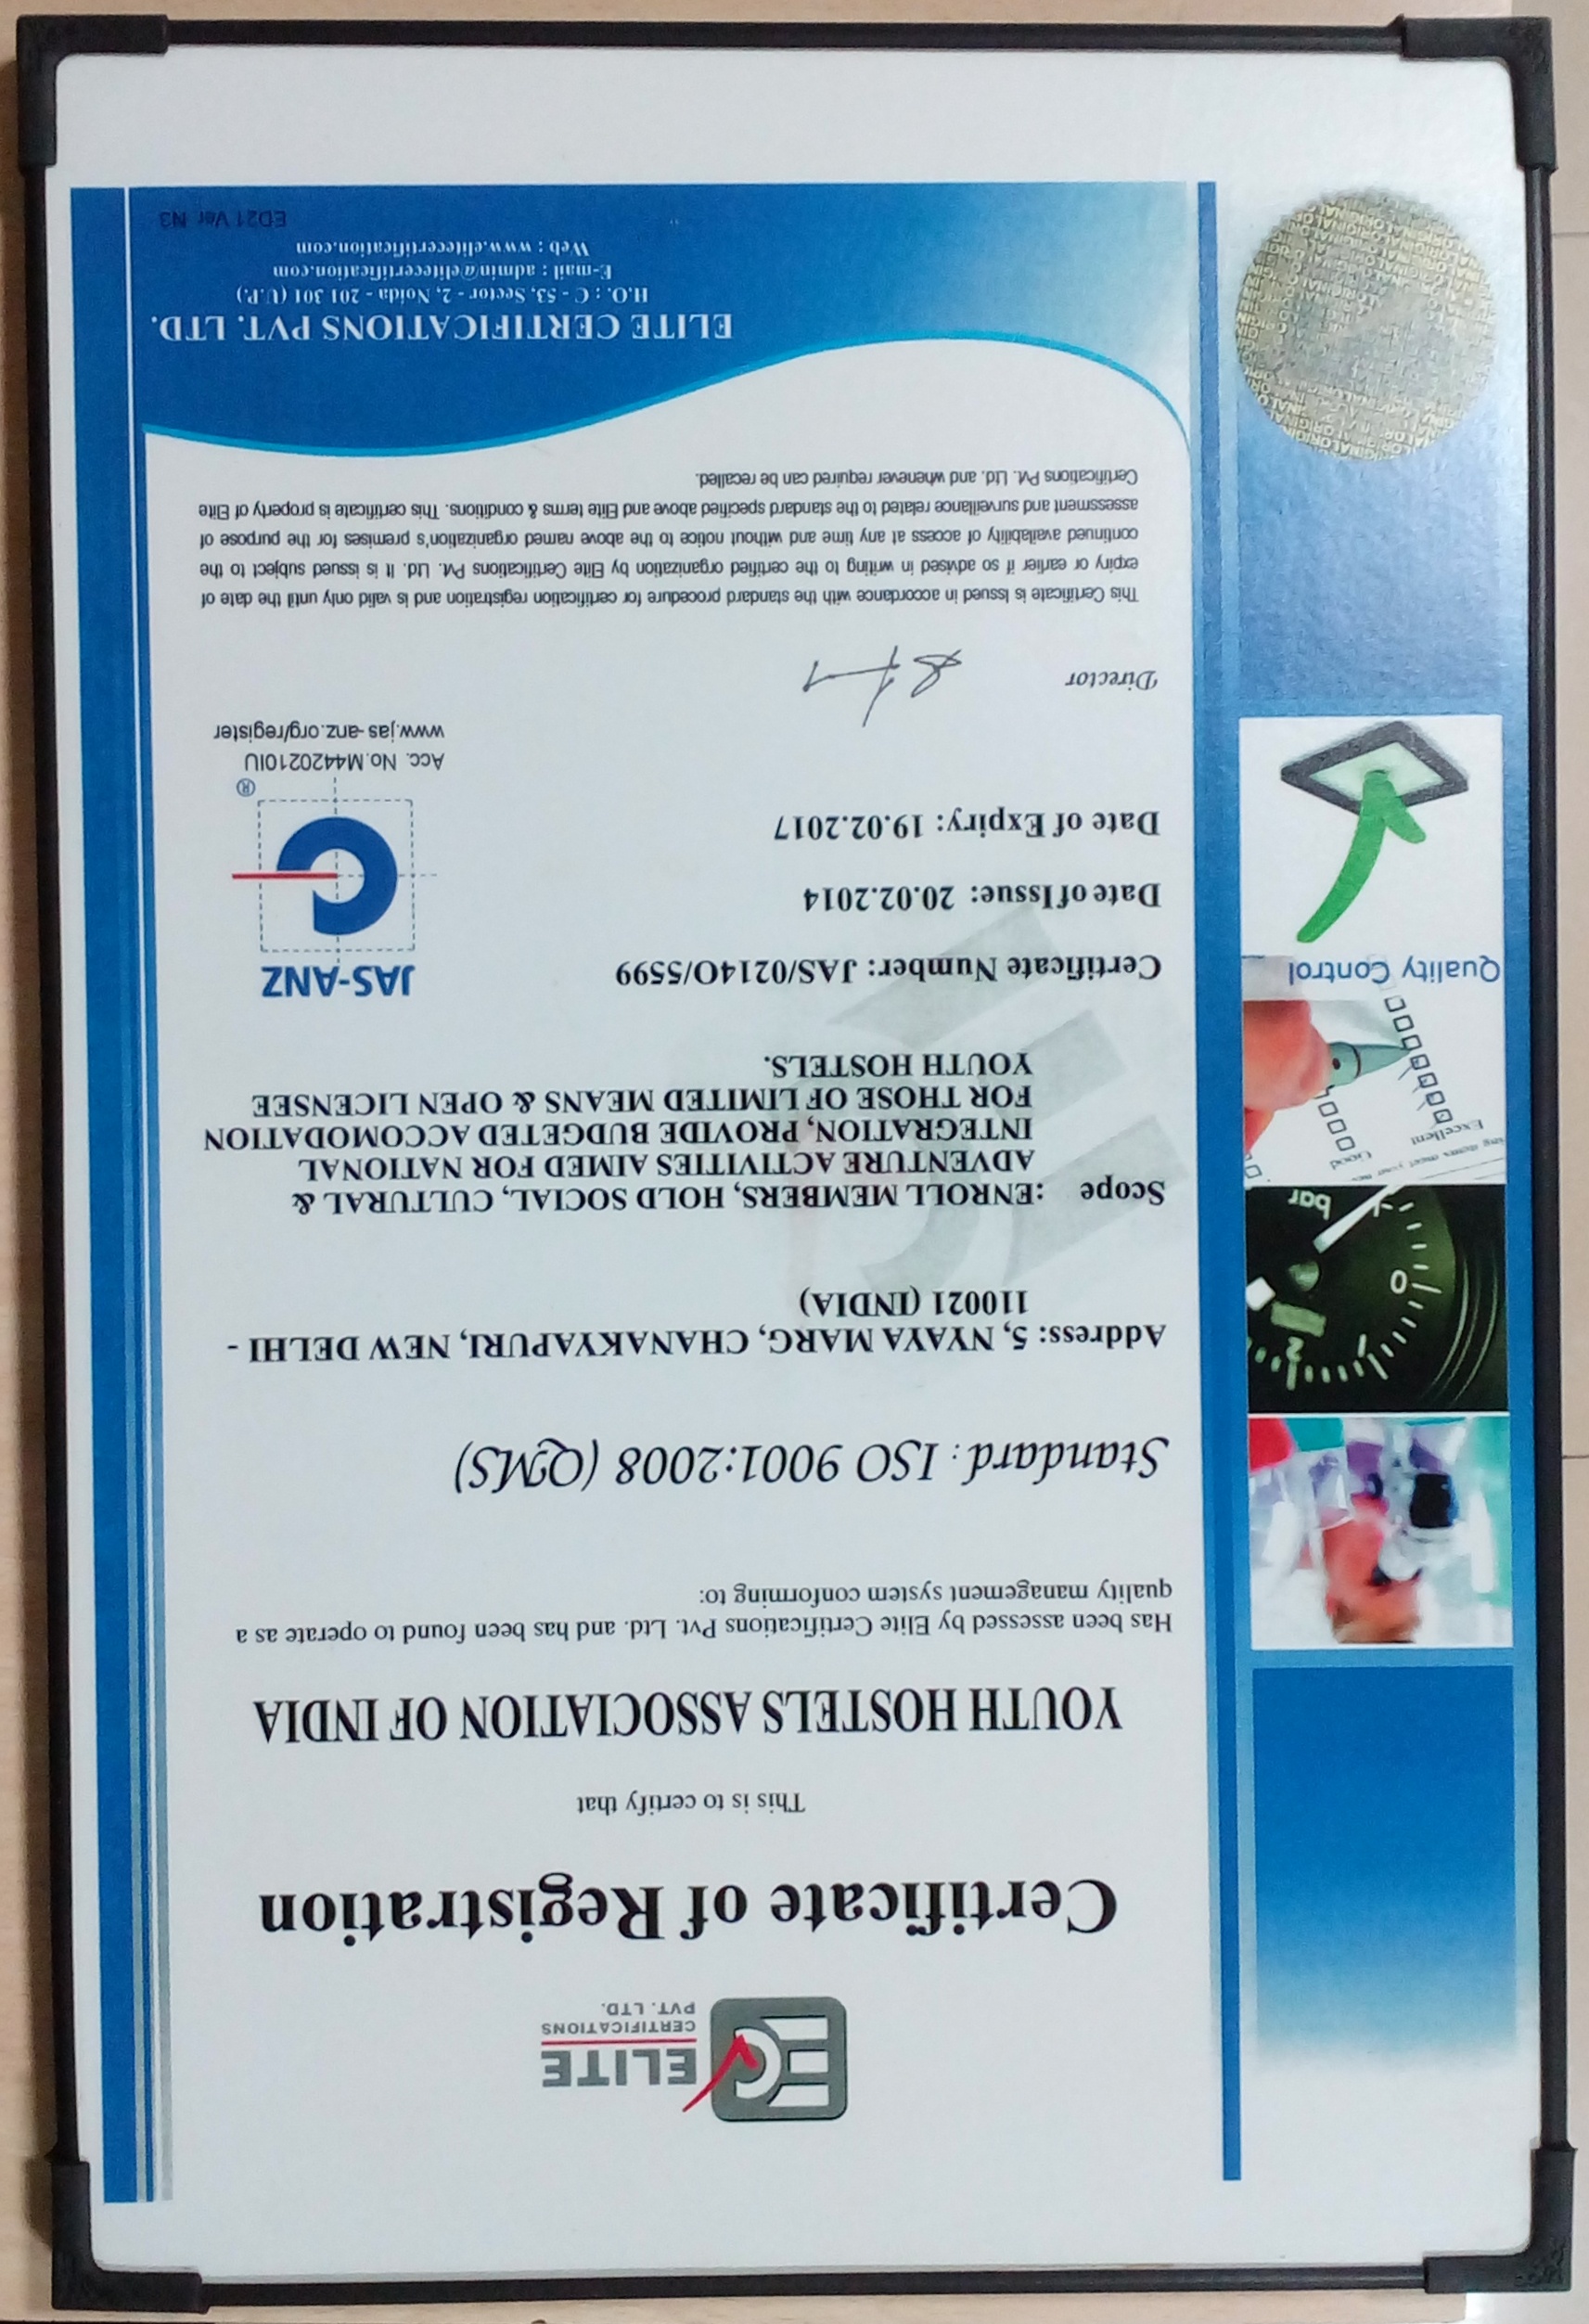 EC ELITE
CERTIFICATIONS
PVT. LTD.
Certificate of Registration
This is to certify that
YOUTH HOSTELS ASSOCIATION OF INDIA
Has been assessed by Elite Certifications Pvt. Ltd. and has been found to operate as a
quality management system conforming to:
Standard : ISO 9001:2008 (QMS)
Address: 5, NYAYA MARG, CHANAKYAPURI, NEW DELHI -
110021 (INDIA)
Scope :ENROLL MEMBERS, HOLD SOCIAL, CULTURAL &
ADVENTURE ACTIVITIES AIMED FOR NATIONAL
INTEGRATION, PROVIDE BUDGETED ACCOMODATION
FOR THOSE OF LIMITED MEANS & OPEN LICENSEE
YOUTH HOSTELS.
Certificate Number: JAS/0214O/5599
Date of Issue: 20.02.2014
Date of Expiry: 19.02.2017
JAS-ANZ
®
Acc. No.M4420210IU
www.jas-anz.org/register
Director
This Certificate is Issued in accordance with the standard procedure for certification registration and is valid only until the date of
expiry or earlier if so advised in writing to the certified organization by Elite Certifications Pvt. Ltd. It is issued subject to the
continued availability of access at any time and without notice to the above named organization's premises for the purpose of
assessment and surveillance related to the standard specified above and Elite terms & conditions. This certificate is property of Elite
Certifications Pvt. Ltd. and whenever required can be recalled.
ELITE CERTIFICATIONS PVT. LTD.
H.O. : C - 53, Sector - 2, Noida - 201 301 (U.P.)
E-mail : admin@elitecertification.com
Web : www.elitecertification.com
ED21 Ver. N3
0 1 2
bar
items meet your
Excellent Good
Quality Control
ORIGINAL